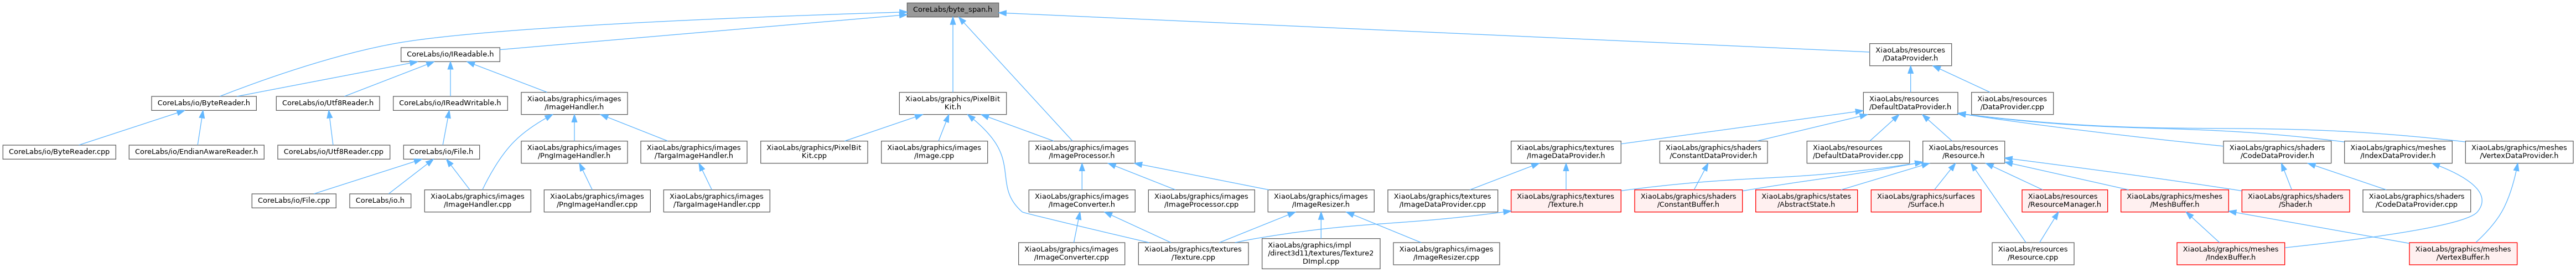 CoreLabs/byte_span.h
CoreLabs/io/IReadable.h
XiaoLabs/resources
/DataProvider.h
CoreLabs/io/ByteReader.h
CoreLabs/io/Utf8Reader.h
CoreLabs/io/IReadWritable.h
XiaoLabs/graphics/images
/ImageHandler.h
XiaoLabs/graphics/PixelBit
Kit.h
XiaoLabs/resources
/DefaultDataProvider.h
XiaoLabs/resources
/DataProvider.cpp
CoreLabs/io/ByteReader.cpp
CoreLabs/io/EndianAwareReader.h
CoreLabs/io/Utf8Reader.cpp
CoreLabs/io/File.h
XiaoLabs/graphics/images
/PngImageHandler.h
XiaoLabs/graphics/images
/TargaImageHandler.h
XiaoLabs/graphics/PixelBit
Kit.cpp
XiaoLabs/graphics/images
/Image.cpp
XiaoLabs/graphics/images
/ImageProcessor.h
XiaoLabs/graphics/textures
/ImageDataProvider.h
XiaoLabs/graphics/shaders
/ConstantDataProvider.h
XiaoLabs/resources
/DefaultDataProvider.cpp
XiaoLabs/resources
/Resource.h
XiaoLabs/graphics/shaders
/CodeDataProvider.h
XiaoLabs/graphics/meshes
/IndexDataProvider.h
XiaoLabs/graphics/meshes
/VertexDataProvider.h
CoreLabs/io/File.cpp
CoreLabs/io.h
XiaoLabs/graphics/images
/ImageHandler.cpp
XiaoLabs/graphics/images
/PngImageHandler.cpp
XiaoLabs/graphics/images
/TargaImageHandler.cpp
XiaoLabs/graphics/images
/ImageConverter.h
XiaoLabs/graphics/images
/ImageProcessor.cpp
XiaoLabs/graphics/images
/ImageResizer.h
XiaoLabs/graphics/textures
/ImageDataProvider.cpp
XiaoLabs/graphics/textures
/Texture.h
XiaoLabs/graphics/shaders
/ConstantBuffer.h
XiaoLabs/graphics/states
/AbstractState.h
XiaoLabs/graphics/surfaces
/Surface.h
XiaoLabs/resources
/ResourceManager.h
XiaoLabs/graphics/meshes
/MeshBuffer.h
XiaoLabs/graphics/shaders
/Shader.h
XiaoLabs/graphics/shaders
/CodeDataProvider.cpp
XiaoLabs/graphics/images
/ImageConverter.cpp
XiaoLabs/graphics/textures
/Texture.cpp
XiaoLabs/graphics/impl
/direct3d11/textures/Texture2
DImpl.cpp
XiaoLabs/graphics/images
/ImageResizer.cpp
XiaoLabs/resources
/Resource.cpp
XiaoLabs/graphics/meshes
/IndexBuffer.h
XiaoLabs/graphics/meshes
/VertexBuffer.h